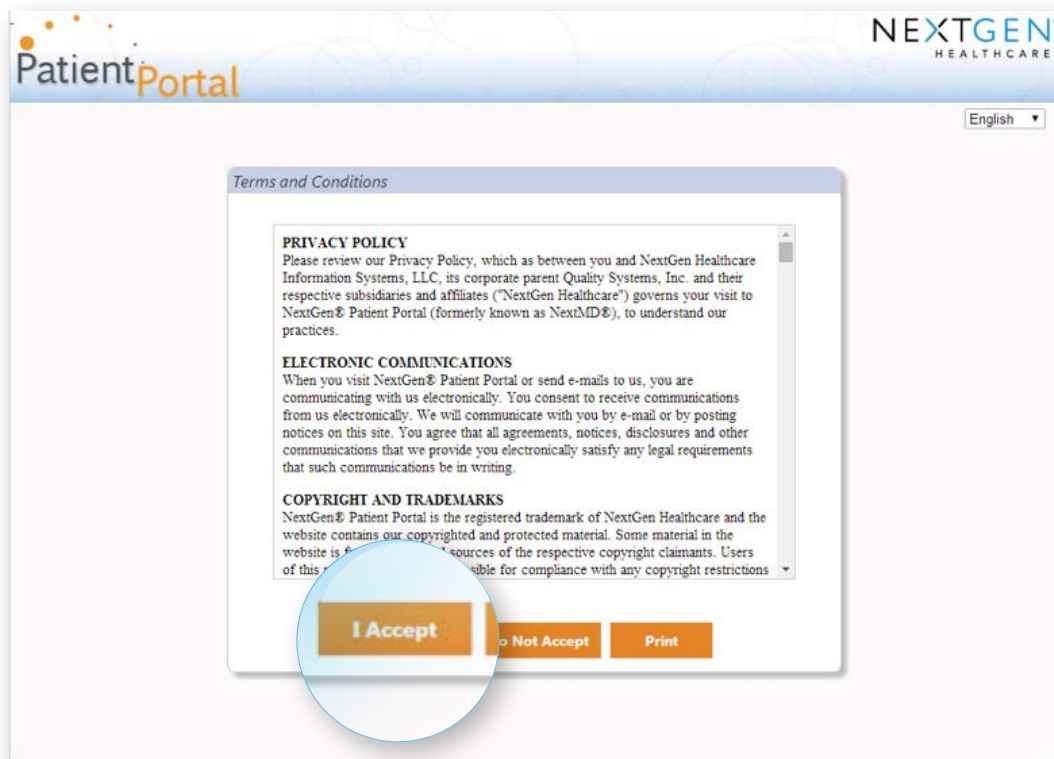 Patient Portal
NEXTGEN
HEALTHCARE
English
Terms and Conditions
PRIVACY POLICY
Please review our Privacy Policy, which as between you and NextGen Healthcare
Information Systems, LLC, its corporate parent Quality Systems, Inc. and their
respective subsidiaries and affiliates ("NextGen Healthcare") governs your visit to
NextGen® Patient Portal (formerly known as NextMD®), to understand our
practices.
ELECTRONIC COMMUNICATIONS
When you visit NextGen® Patient Portal or send e-mails to us, you are
communicating with us electronically. You consent to receive communications
from us electronically. We will communicate with you by e-mail or by posting
notices on this site. You agree that all agreements, notices, disclosures and other
communications that we provide you electronically satisfy any legal requirements
that such communications be in writing.
COPYRIGHT AND TRADEMARKS
NextGen® Patient Portal is the registered trademark of NextGen Healthcare and the
website contains our copyrighted and protected material. Some material in the
website is sources of the respective copyright claimants. Users
of this for compliance with any copyright restrictions
I Accept
Not Accept
Print